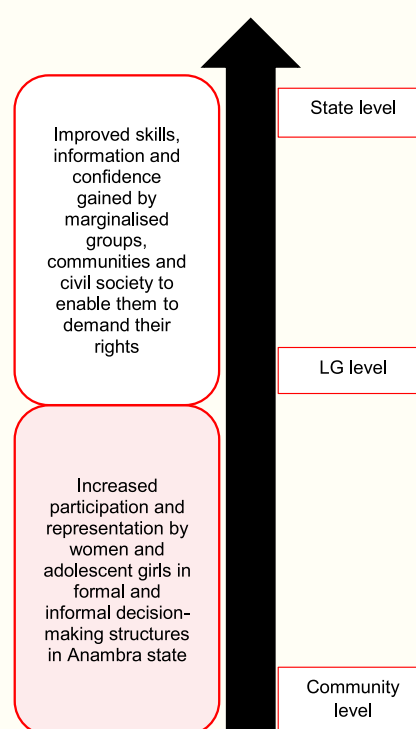 State level
Improved skills,
information and
confidence
gained by
marginalised
groups,
communities and
civil society to
enable them to
demand their
rights
LG level
Increased
participation and
representation by
women and
adolescent girls in
formal and
informal decision-
making structures
in Anambra state
Community
level